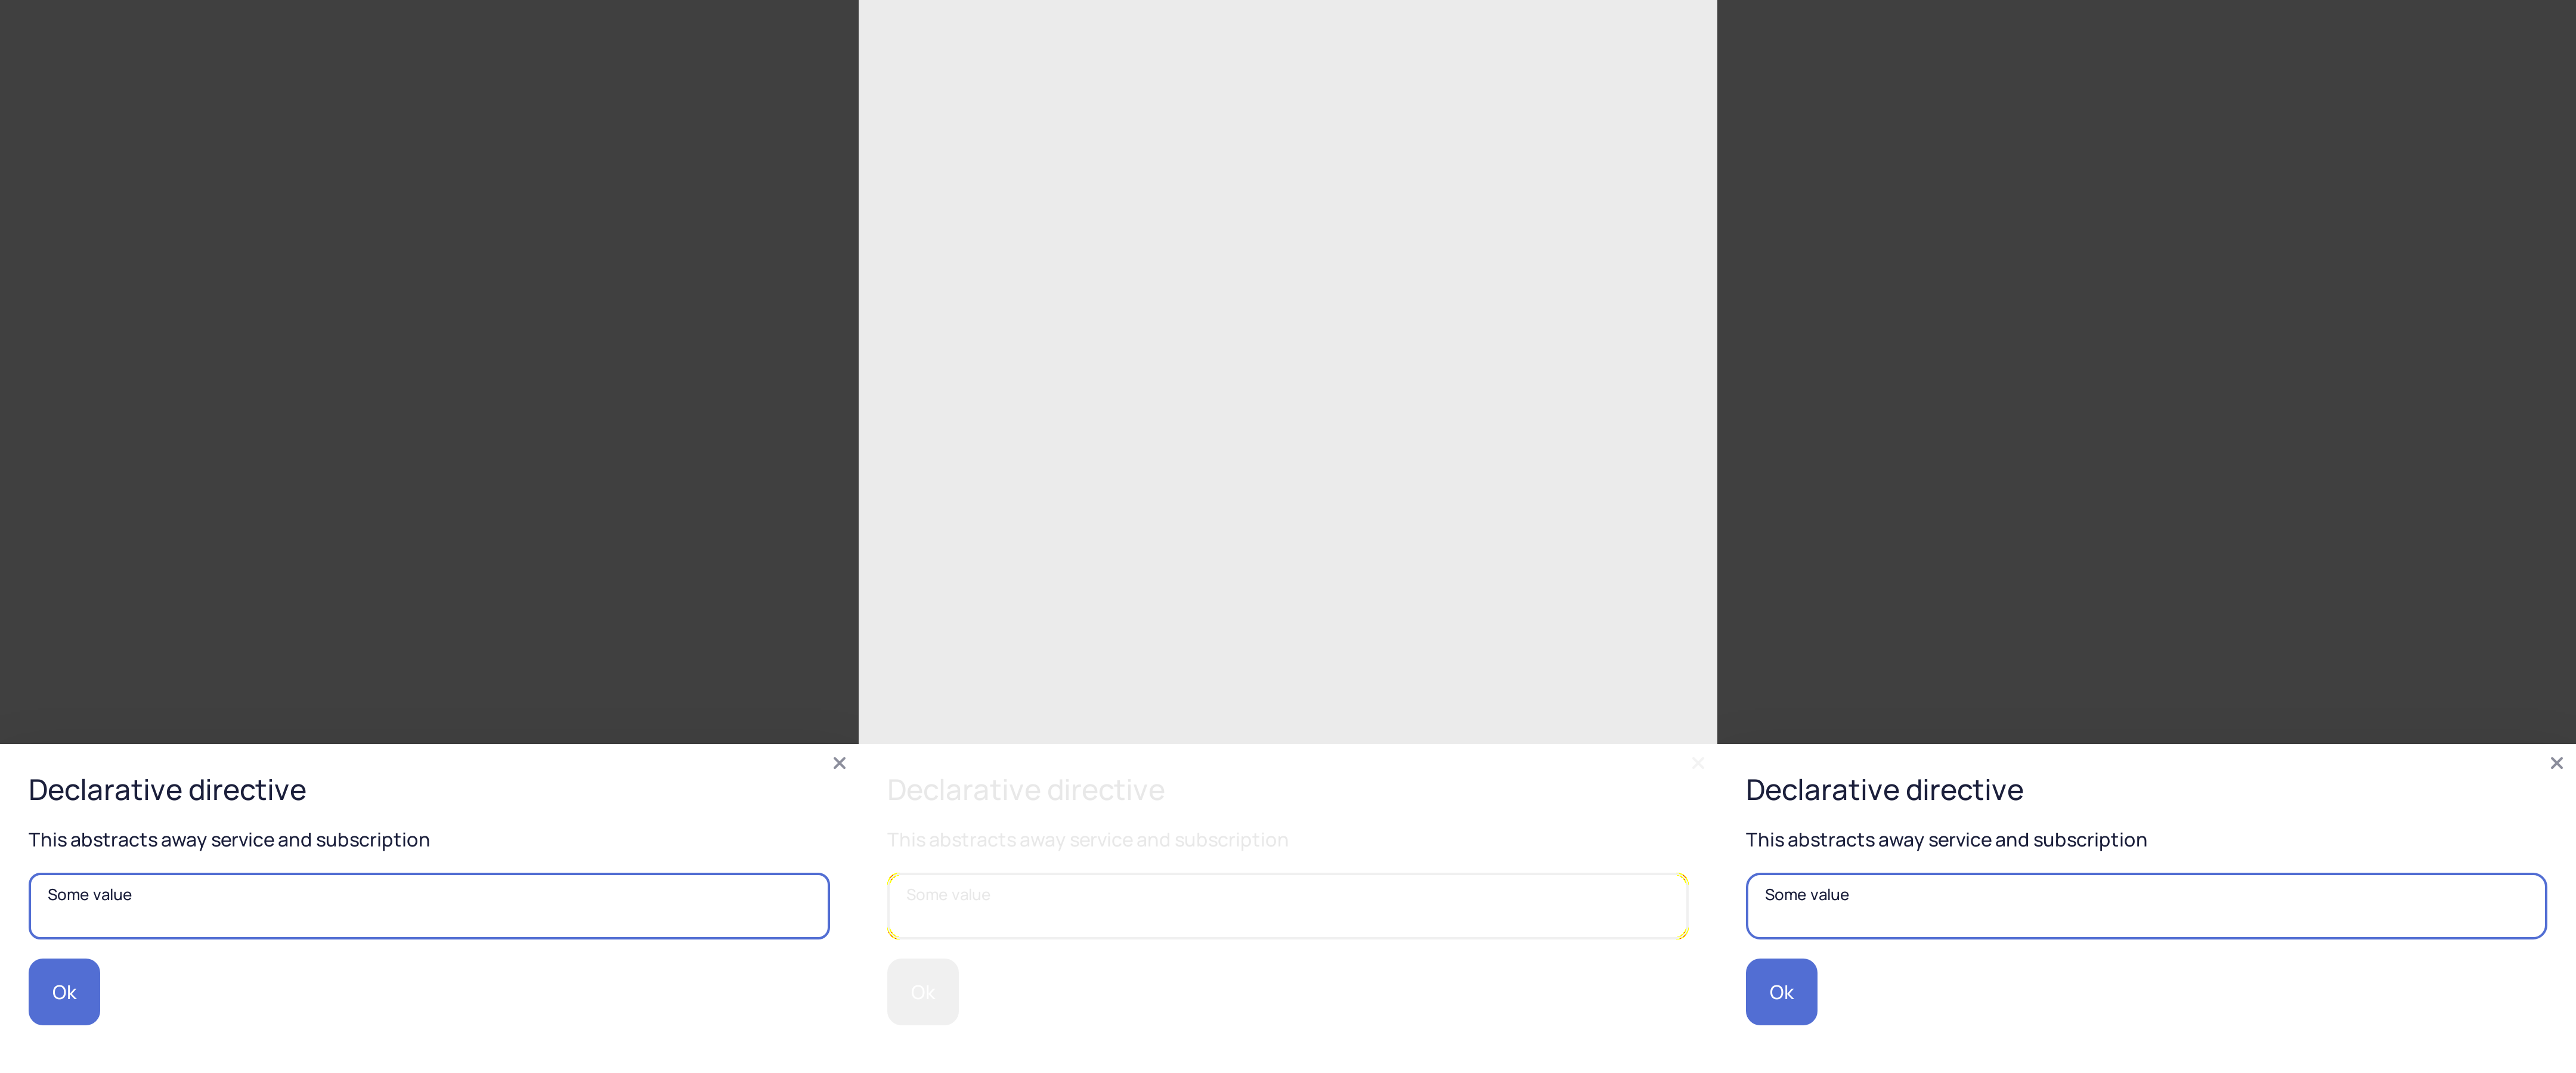 Declarative directive
This abstracts away service and subscription
Some value
Ok
Declarative directive
This abstracts away service and subscription
Some value
Ok
Declarative directive
This abstracts away service and subscription
Some value
Ok